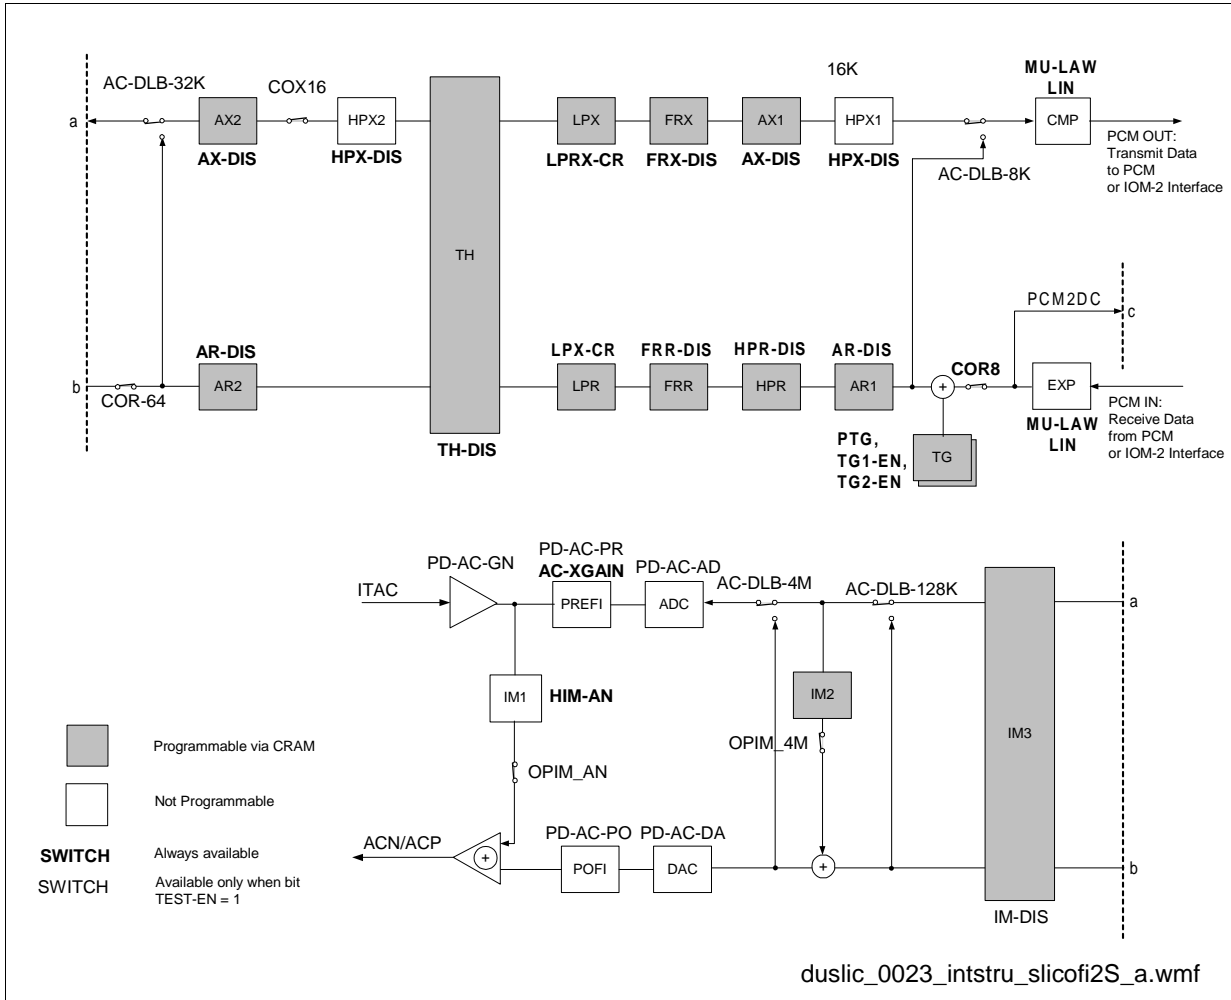 AC-DLB-32K
COX16
16K
MU-LAW
LIN
a
AX2
HPX2
LPX
FRX
AX1
HPX1
CMP
AX-DIS
HPX-DIS
LPRX-CR
FRX-DIS
AX-DIS
HPX-DIS
AC-DLB-8K
PCM OUT:
Transmit Data
to PCM
or IOM-2 Interface
TH
PCM2DC
c
AR-DIS
LPX-CR
FRR-DIS
HPR-DIS
AR-DIS
COR8
b
COR-64
AR2
LPR
FRR
HPR
AR1
+
EXP
TH-DIS
PTG,
TG1-EN,
TG2-EN
TG
MU-LAW
LIN
PCM IN:
Receive Data
from PCM
or IOM-2 Interface
PD-AC-GN
PD-AC-PR
AC-XGAIN
PD-AC-AD
AC-DLB-4M
AC-DLB-128K
ITAC
PREFI
ADC
a
IM1
HIM-AN
IM2
IM3
OPIM_4M
OPIM_AN
Programmable via CRAM
Not Programmable
SWITCH
Always available
SWITCH
Available only when bit
TEST-EN = 1
ACN/ACP
PD-AC-PO
PD-AC-DA
+
POFI
DAC
+
b
IM-DIS
duslic_0023_intstru_slicofi2S_a.wmf